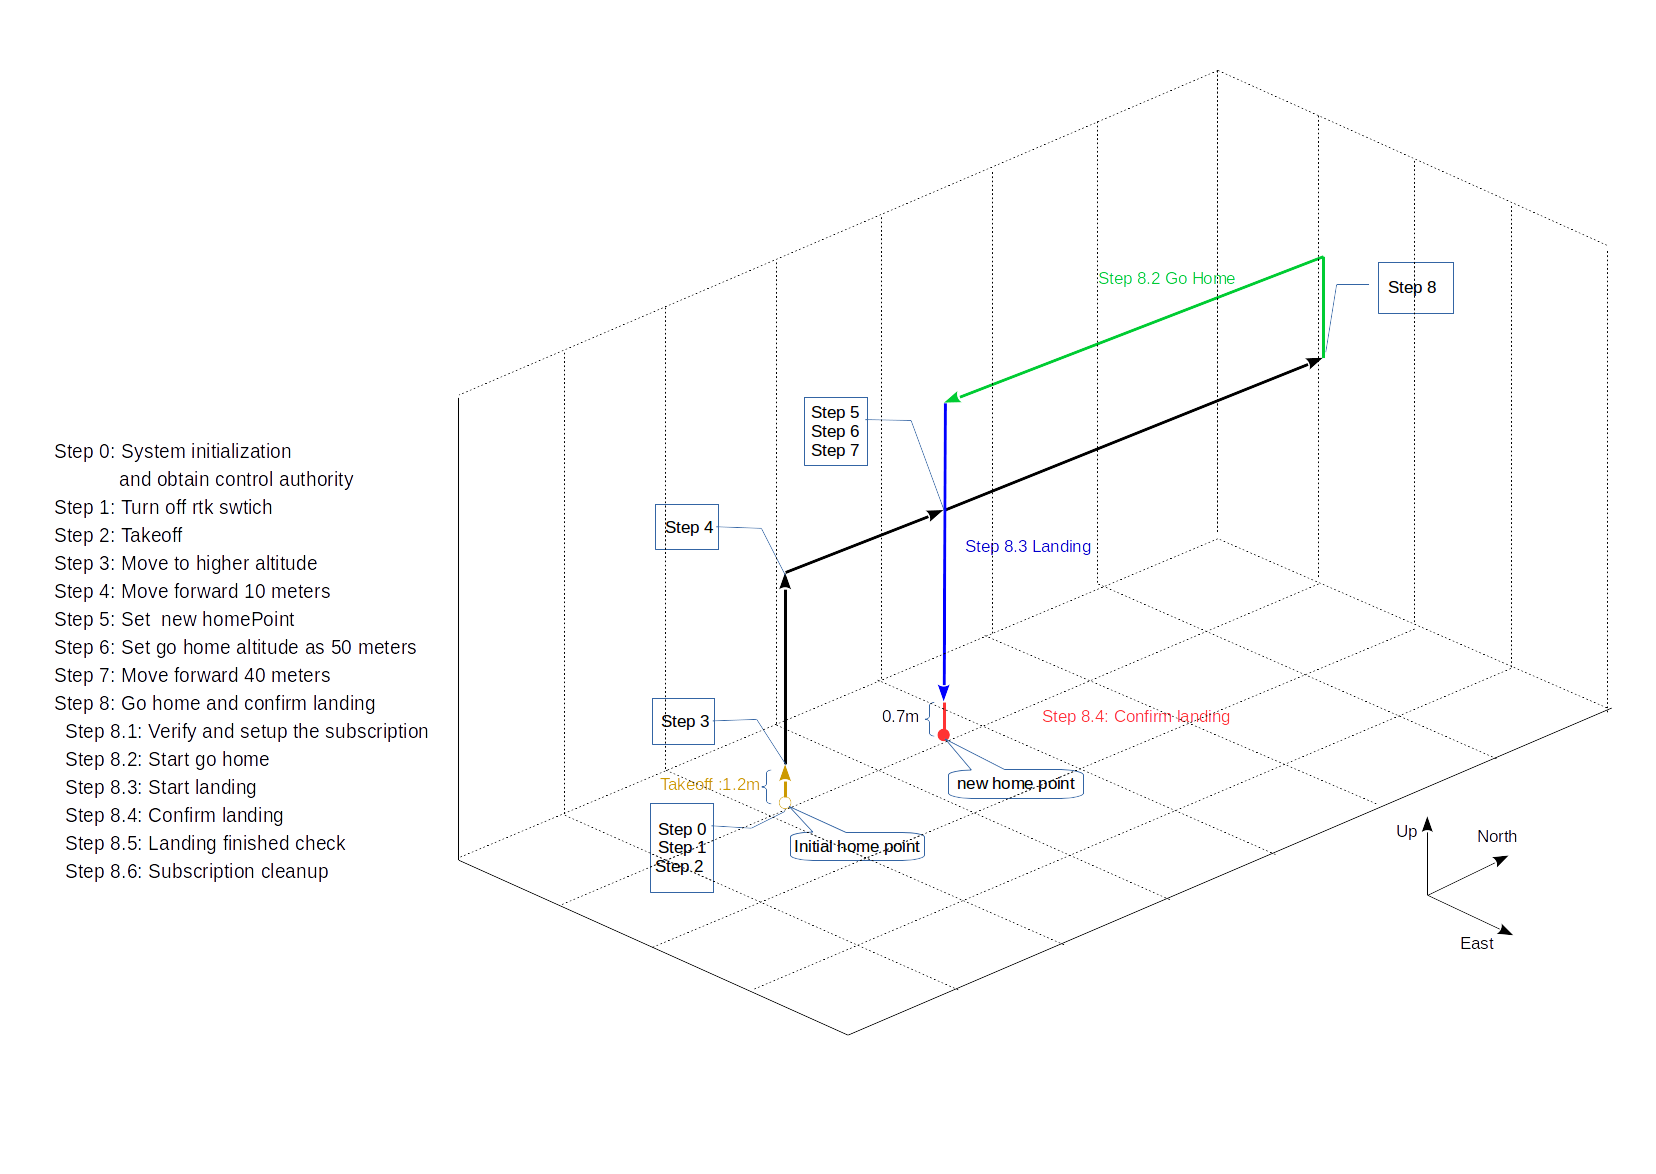 Step 0: System initialization
and obtain control authority
Step 1: Turn off rtk swtich
Step 2: Takeoff
Step 3: Move to higher altitude
Step 4: Move forward 10 meters
Step 5: Set  new homePoint
Step 6: Set go home altitude as 50 meters
Step 7: Move forward 40 meters
Step 8: Go home and confirm landing
Step 8.1: Verify and setup the subscription
Step 8.2: Start go home
Step 8.3: Start landing
Step 8.4: Confirm landing
Step 8.5: Landing finished check
Step 8.6: Subscription cleanup
Step 8.2 Go Home
Step 8
Step 5
Step 6
Step 7
Step 4
Step 8.3 Landing
Step 3
0.7m
Step 8.4: Confirm landing
Takeoff :1.2m
new home point
Step 0
Step 1
Step 2
Initial home point
Up
North
East